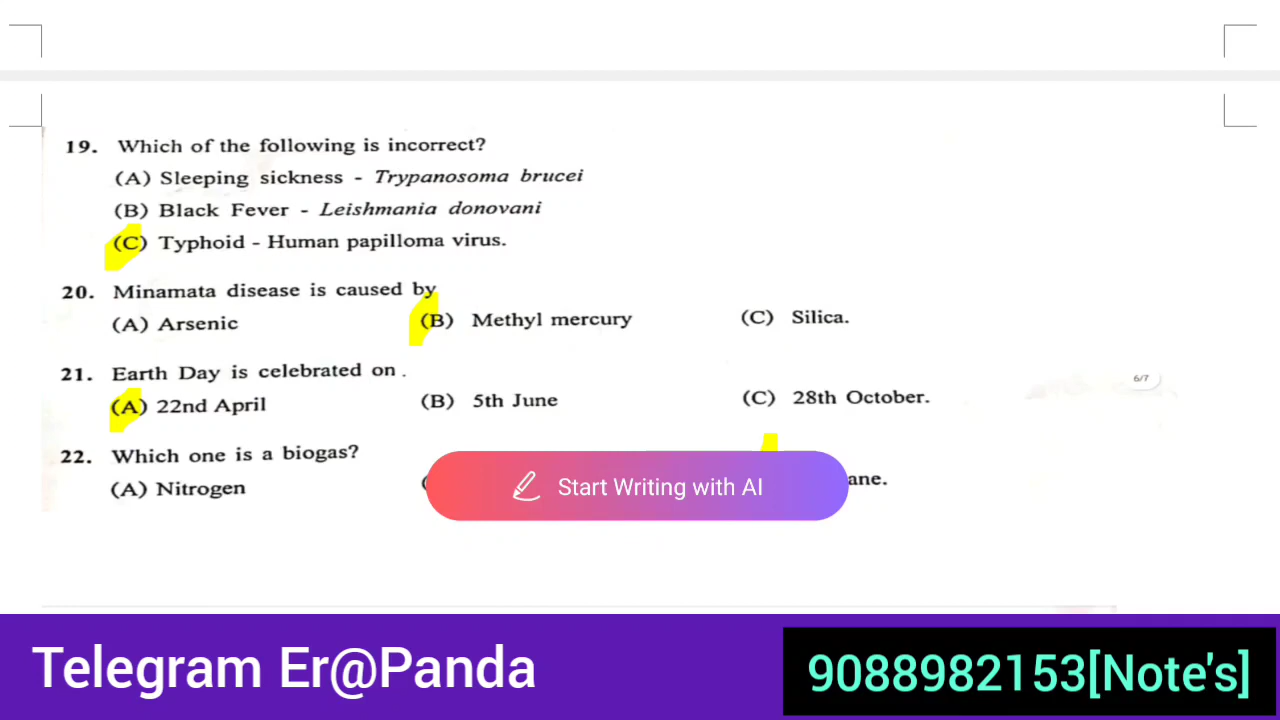 19. Which of the following is incorrect?
(A) Sleeping sickness - Trypanosoma brucei
(B) Black Fever - Leishmania donovani
(C) Typhoid - Human papilloma virus.
20. Minamata disease is caused by
(A) Arsenic (B) Methyl mercury (C) Silica.
21. Earth Day is celebrated on .
(A) 22nd April (B) 5th June (C) 28th October.
6/7
22. Which one is a biogas?
(A) Nitrogen ( ane.
Start Writing with AI
Telegram Er@Panda
9088982153[Note's]